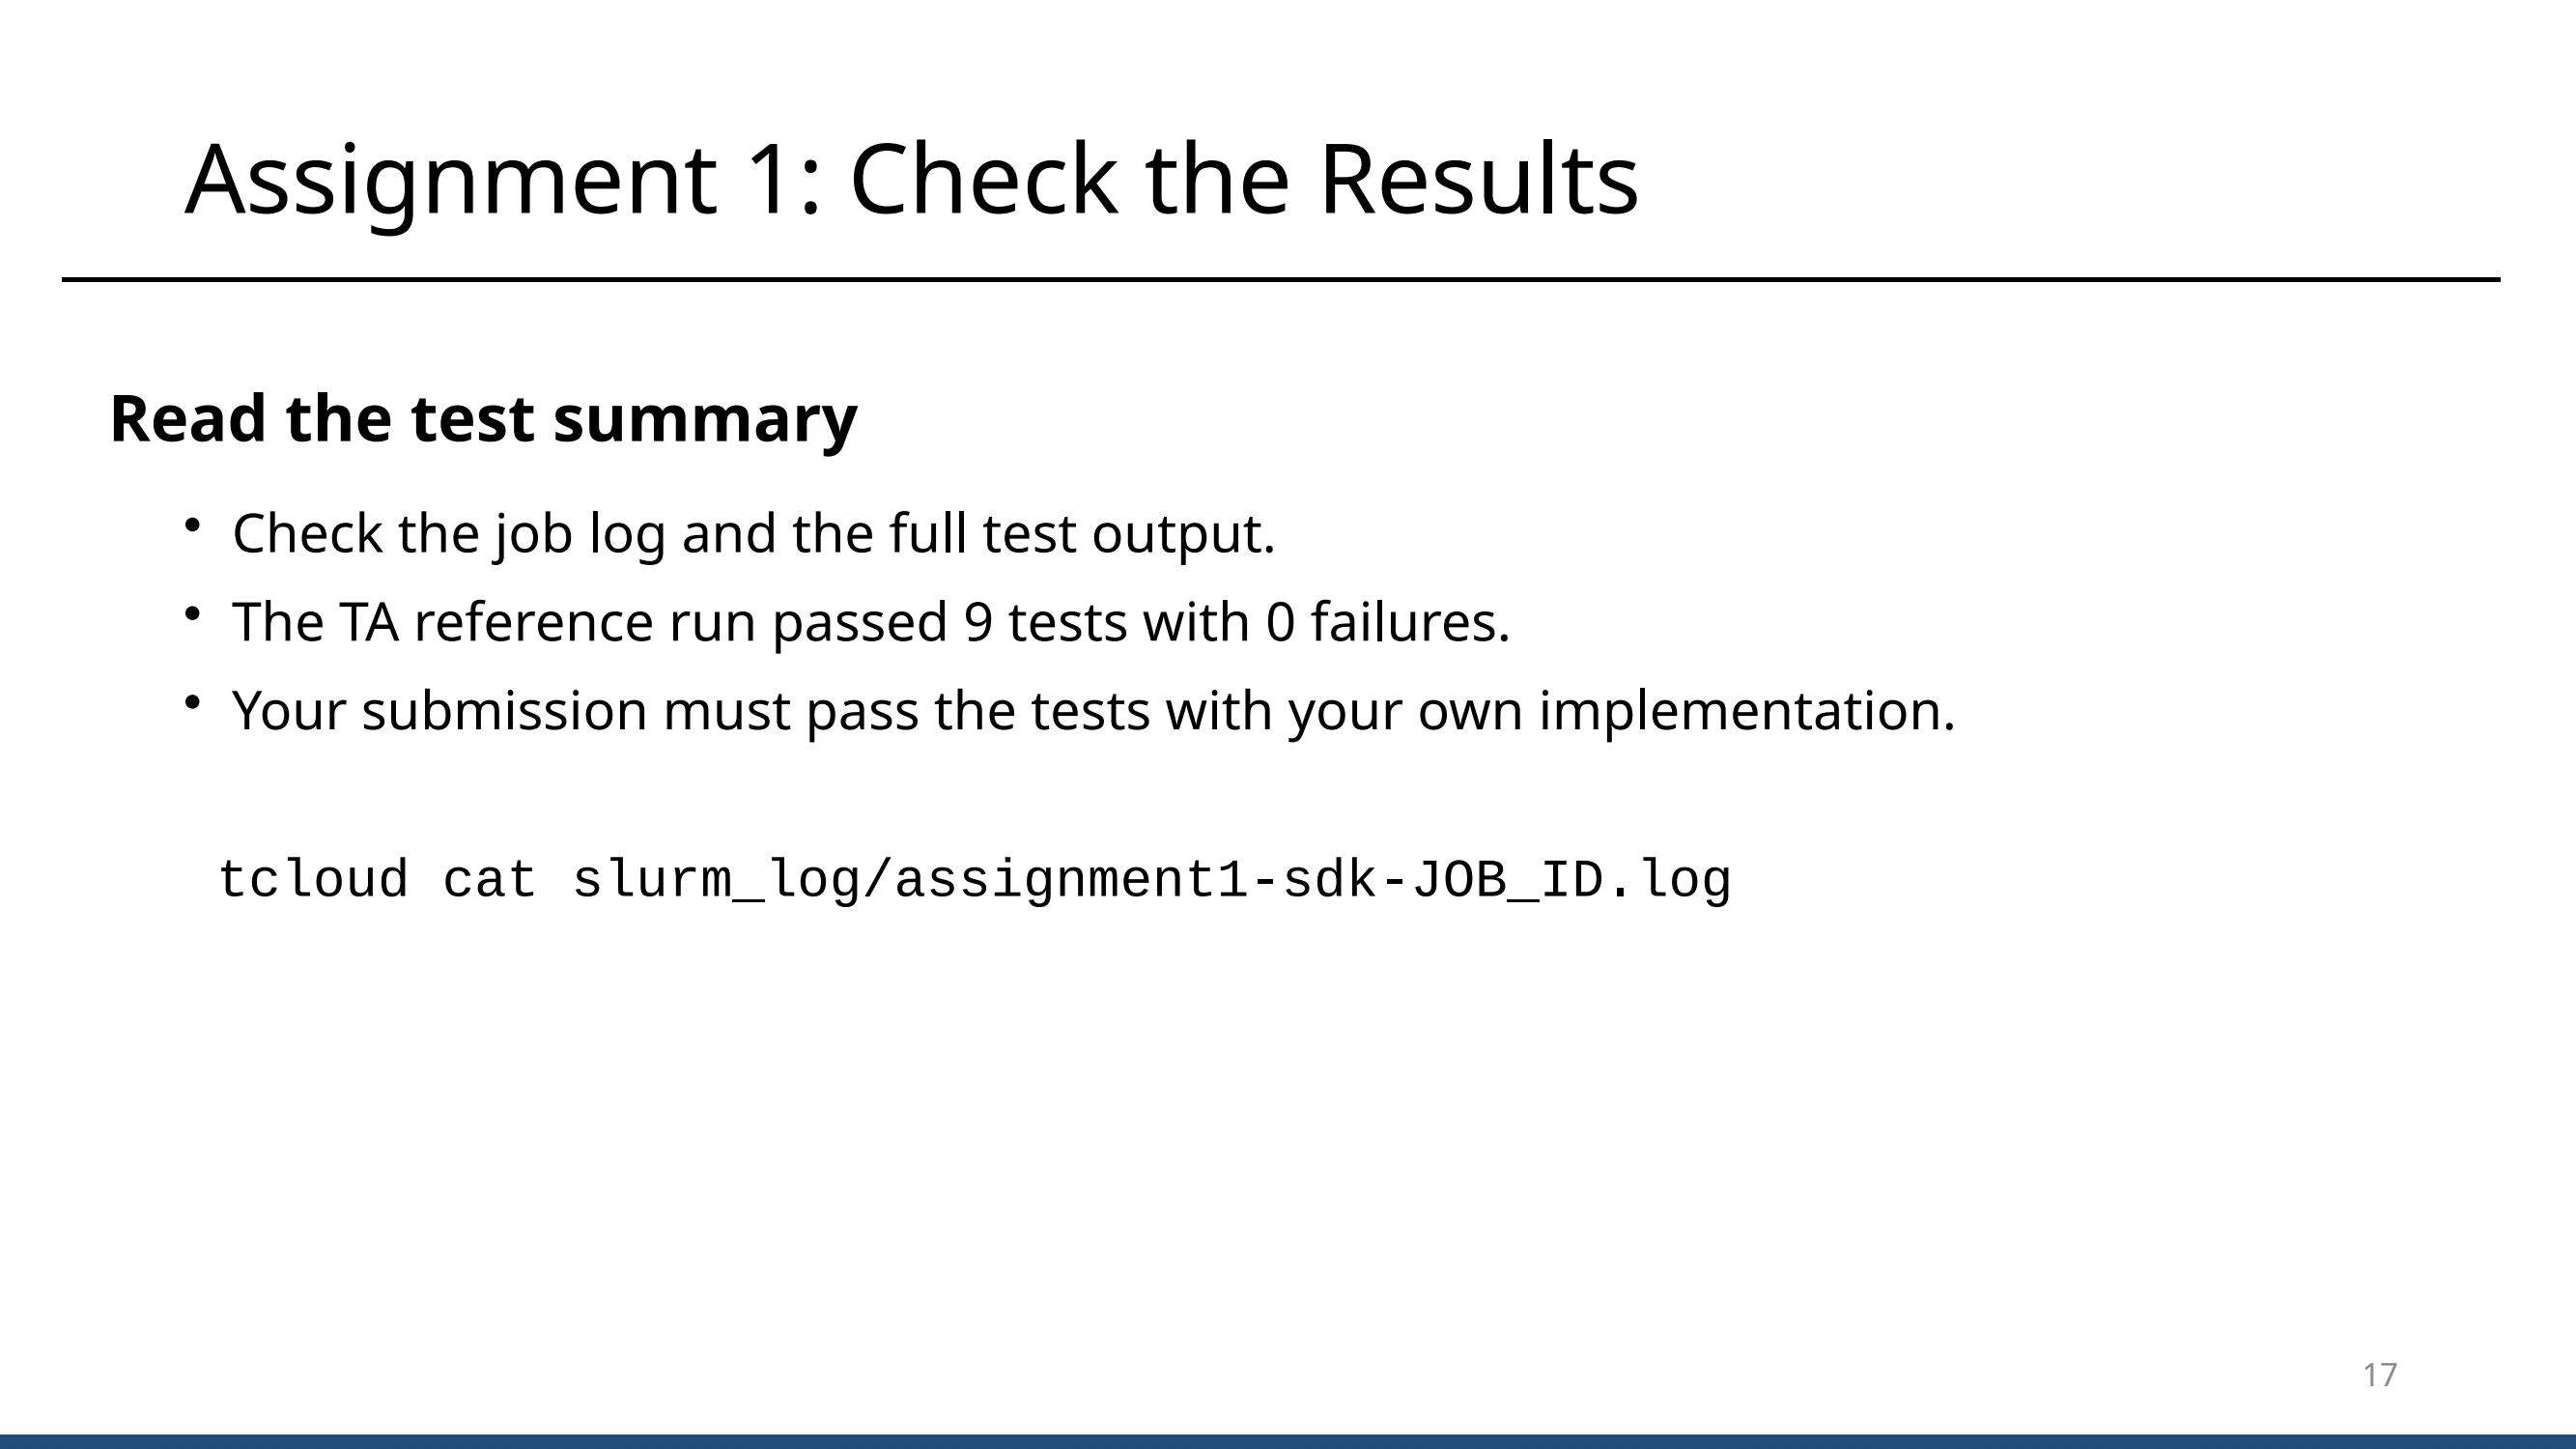 Assignment 1: Check the Results
Read the test summary
• Check the job log and the full test output.
• The TA reference run passed 9 tests with 0 failures.
• Your submission must pass the tests with your own implementation.
tcloud cat slurm_log/assignment1-sdk-JOB_ID.log
17